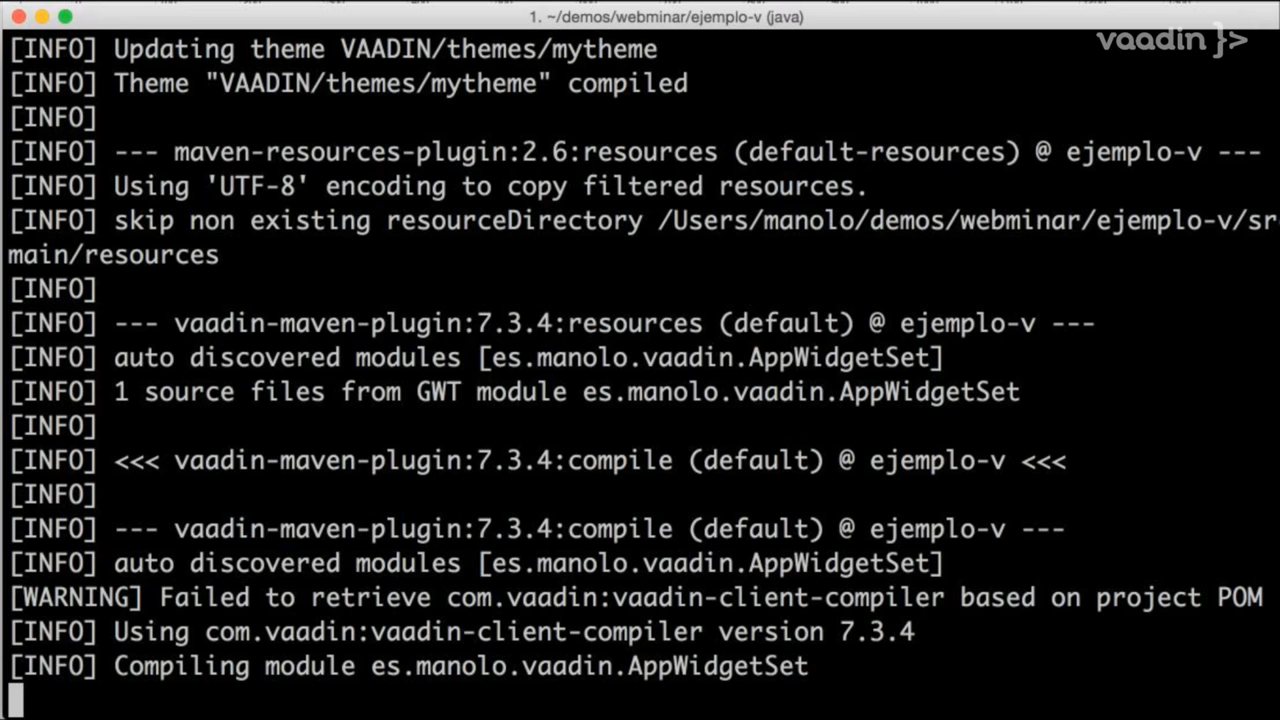 1. ~/demos/webminar/ejemplo-v (java)
vaadin }>
[INFO] Updating theme VAADIN/themes/mytheme
[INFO] Theme "VAADIN/themes/mytheme" compiled
[INFO]
[INFO] --- maven-resources-plugin:2.6:resources (default-resources) @ ejemplo-v ---
[INFO] Using 'UTF-8' encoding to copy filtered resources.
[INFO] skip non existing resourceDirectory /Users/manolo/demos/webminar/ejemplo-v/sr
main/resources
[INFO]
[INFO] --- vaadin-maven-plugin:7.3.4:resources (default) @ ejemplo-v ---
[INFO] auto discovered modules [es.manolo.vaadin.AppWidgetSet]
[INFO] 1 source files from GWT module es.manolo.vaadin.AppWidgetSet
[INFO]
[INFO] <<< vaadin-maven-plugin:7.3.4:compile (default) @ ejemplo-v <<<
[INFO]
[INFO] --- vaadin-maven-plugin:7.3.4:compile (default) @ ejemplo-v ---
[INFO] auto discovered modules [es.manolo.vaadin.AppWidgetSet]
[WARNING] Failed to retrieve com.vaadin:vaadin-client-compiler based on project POM
[INFO] Using com.vaadin:vaadin-client-compiler version 7.3.4
[INFO] Compiling module es.manolo.vaadin.AppWidgetSet